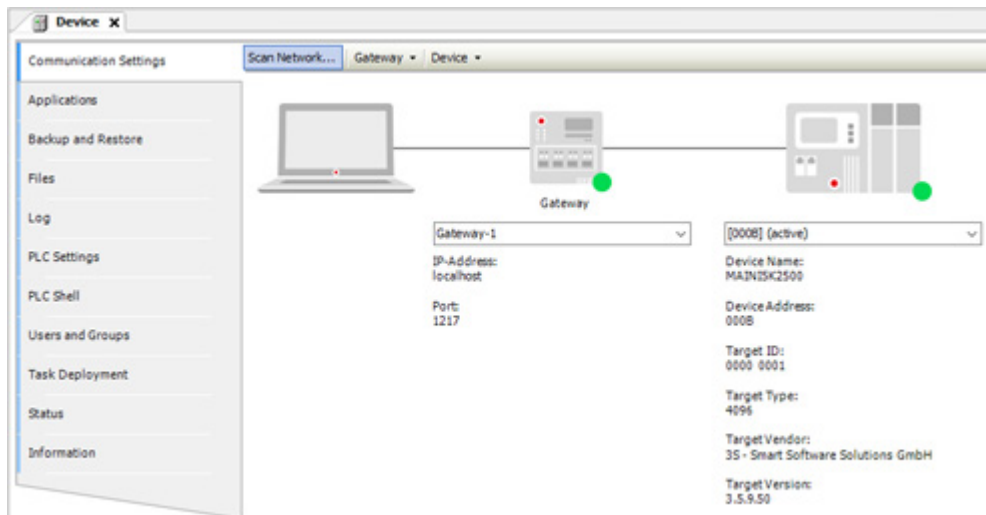 Device
Communication Settings
Applications
Backup and Restore
Files
Log
PLC Settings
PLC Shell
Users and Groups
Task Deployment
Status
Information
Scan Network... Gateway Device
Gateway
Gateway-1
IP-Address:
localhost
Port:
1217
[000B] (active)
Device Name:
MAINISK2500
Device Address:
000B
Target ID:
0000 0001
Target Type:
4096
Target Vendor:
3S - Smart Software Solutions GmbH
Target Version:
3.5.9.50